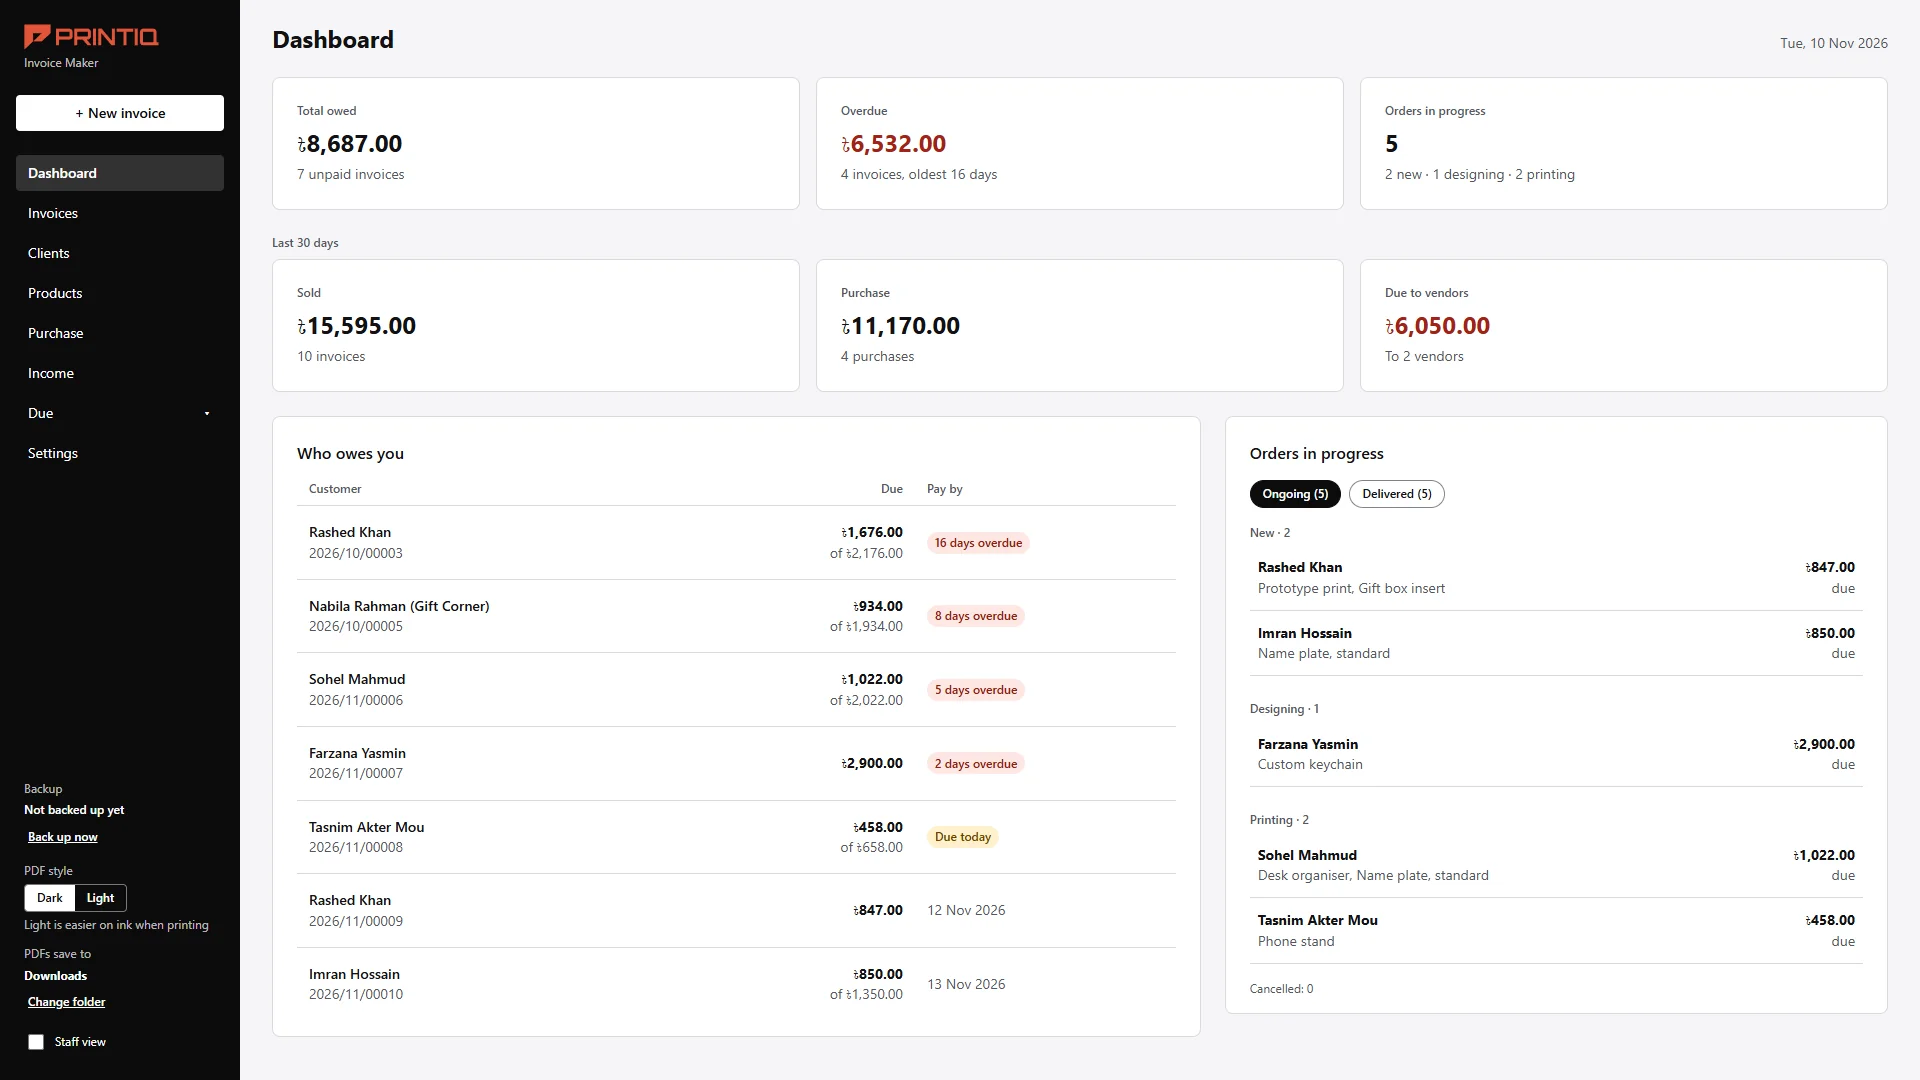 PRINTIQ
Invoice Maker
+ New invoice
Dashboard
Invoices
Clients
Products
Purchase
Income
Due
Settings
Backup
Not backed up yet
Back up now
PDF style
Dark Light
Light is easier on ink when printing
PDFs save to
Downloads
Change folder
Staff view
Dashboard
Tue, 10 Nov 2026
Total owed
৳8,687.00
7 unpaid invoices
Overdue
৳6,532.00
4 invoices, oldest 16 days
Orders in progress
5
2 new · 1 designing · 2 printing
Last 30 days
Sold
৳15,595.00
10 invoices
Purchase
৳11,170.00
4 purchases
Due to vendors
৳6,050.00
To 2 vendors
Who owes you
Customer Due Pay by
Rashed Khan ৳1,676.00 16 days overdue
2026/10/00003 of ৳2,176.00
Nabila Rahman (Gift Corner) ৳934.00 8 days overdue
2026/10/00005 of ৳1,934.00
Sohel Mahmud ৳1,022.00 5 days overdue
2026/11/00006 of ৳2,022.00
Farzana Yasmin ৳2,900.00 2 days overdue
2026/11/00007
Tasnim Akter Mou ৳458.00 Due today
2026/11/00008 of ৳658.00
Rashed Khan ৳847.00 12 Nov 2026
2026/11/00009
Imran Hossain ৳850.00 13 Nov 2026
2026/11/00010 of ৳1,350.00
Orders in progress
Ongoing (5) Delivered (5)
New · 2
Rashed Khan ৳847.00
Prototype print, Gift box insert due
Imran Hossain ৳850.00
Name plate, standard due
Designing · 1
Farzana Yasmin ৳2,900.00
Custom keychain due
Printing · 2
Sohel Mahmud ৳1,022.00
Desk organiser, Name plate, standard due
Tasnim Akter Mou ৳458.00
Phone stand due
Cancelled: 0